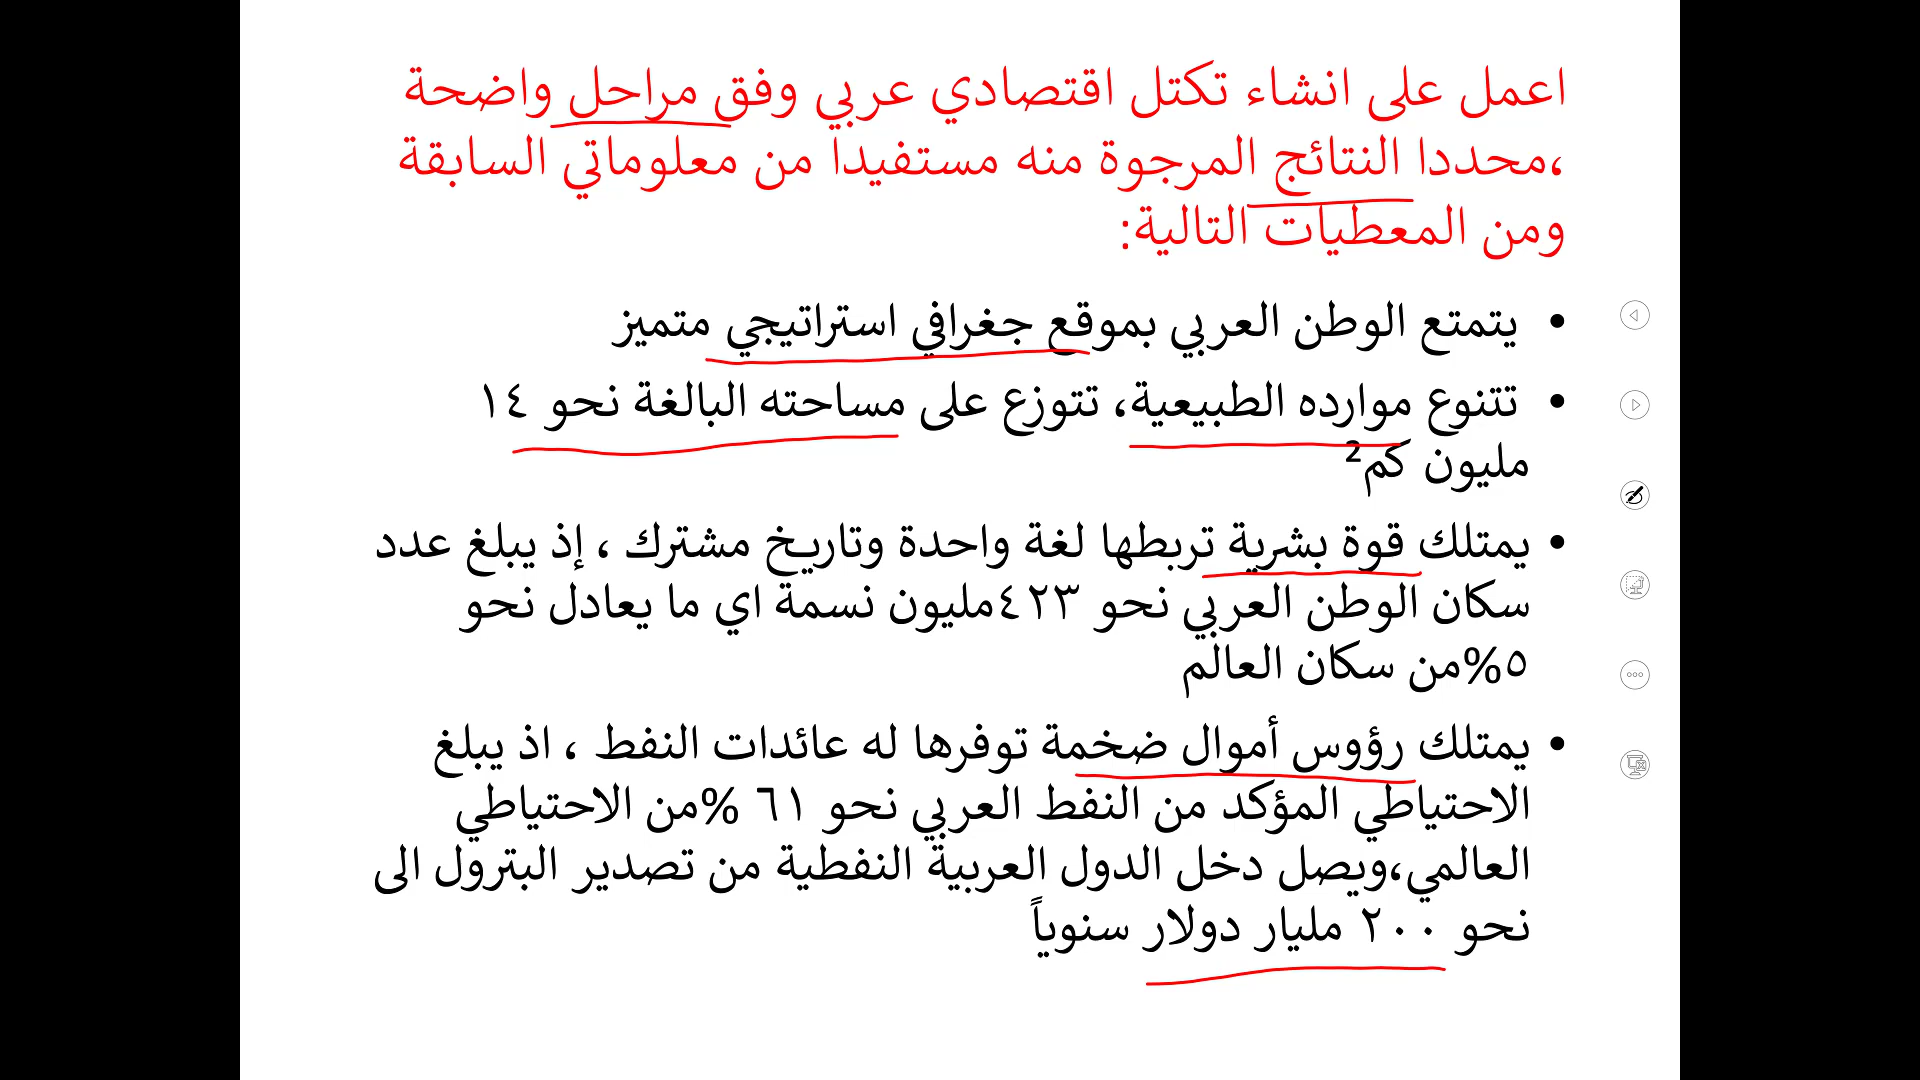 اعمل على انشاء تكتل اقتصادي عربي وفق مراحل واضحة
،محددا النتائج المرجوة منه مستفيدا من معلوماتي السابقة
ومن المعطيات التالية:
• يتمتع الوطن العربي بموقع جغرافي استراتيجي متميز
• تتنوع موارده الطبيعية، تتوزع على مساحته البالغة نحو ١٤
مليون كم²
• يمتلك قوة بشرية تربطها لغة واحدة وتاريخ مشترك ، إذ يبلغ عدد
سكان الوطن العربي نحو ٤٢٣مليون نسمة اي ما يعادل نحو
٥%من سكان العالم
• يمتلك رؤوس أموال ضخمة توفرها له عائدات النفط ، اذ يبلغ
الاحتياطي المؤكد من النفط العربي نحو ٦١ %من الاحتياطي
العالمي،ويصل دخل الدول العربية النفطية من تصدير البترول الى
نحو ٢٠٠ مليار دولار سنوياً